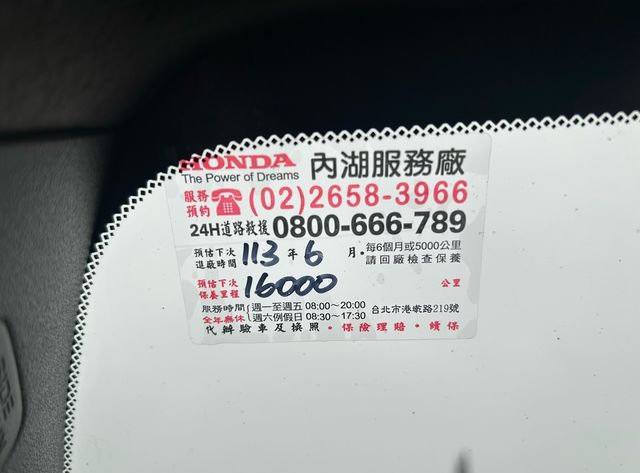 HONDA 內湖服務廠
The Power of Dreams
服務預約 (02)2658-3966
24H道路救援 0800-666-789
預估下次進廠時間 113 年 6 月 • 每6個月或5000公里請回廠檢查保養
預估下次保養里程 16000 公里
服務時間 週一至週五 08:00～20:00 台北市港墘路219號
全年無休 週六例假日 08:30～17:30
代辦驗車及換照 • 保險理賠 • 續保